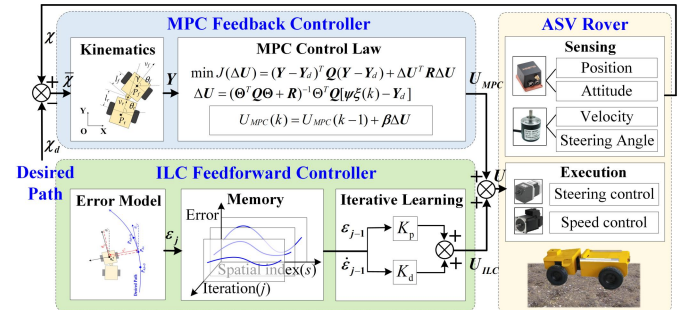 MPC Feedback Controller
ASV Rover
χ
Kinematics
MPC Control Law
Sensing
min J(ΔU) = (Y−Y_d)^T Q(Y−Y_d) + ΔU^T RΔU
Position
Attitude
χ̄
Y
ΔU = (Θ^T QΘ + R)^{-1} Θ^T Q[ψξ(k) − Y_d]
U_MPC
Velocity
U_MPC(k) = U_MPC(k−1) + βΔU
Steering Angle
Y
O
X
χ_d
Desired
Path
ILC Feedforward Controller
U
Execution
Error Model
Memory
Iterative Learning
Steering control
Error
ε_j
ε_{j−1}
K_p
Speed control
Spatial index(s)
ε̇_{j−1}
K_d
U_ILC
Iteration(j)
Desired Path